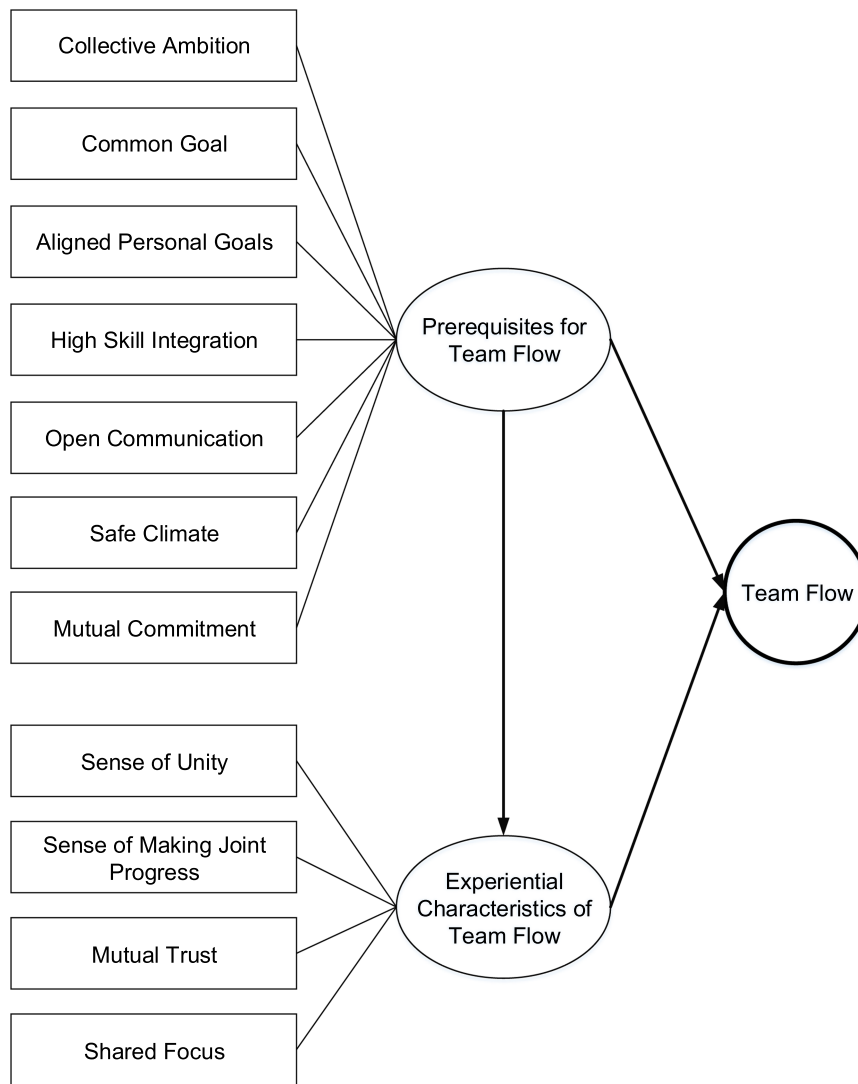 Collective Ambition
Common Goal
Aligned Personal Goals
High Skill Integration
Open Communication
Safe Climate
Mutual Commitment
Prerequisites for
Team Flow
Team Flow
Sense of Unity
Sense of Making Joint
Progress
Mutual Trust
Shared Focus
Experiential
Characteristics of
Team Flow